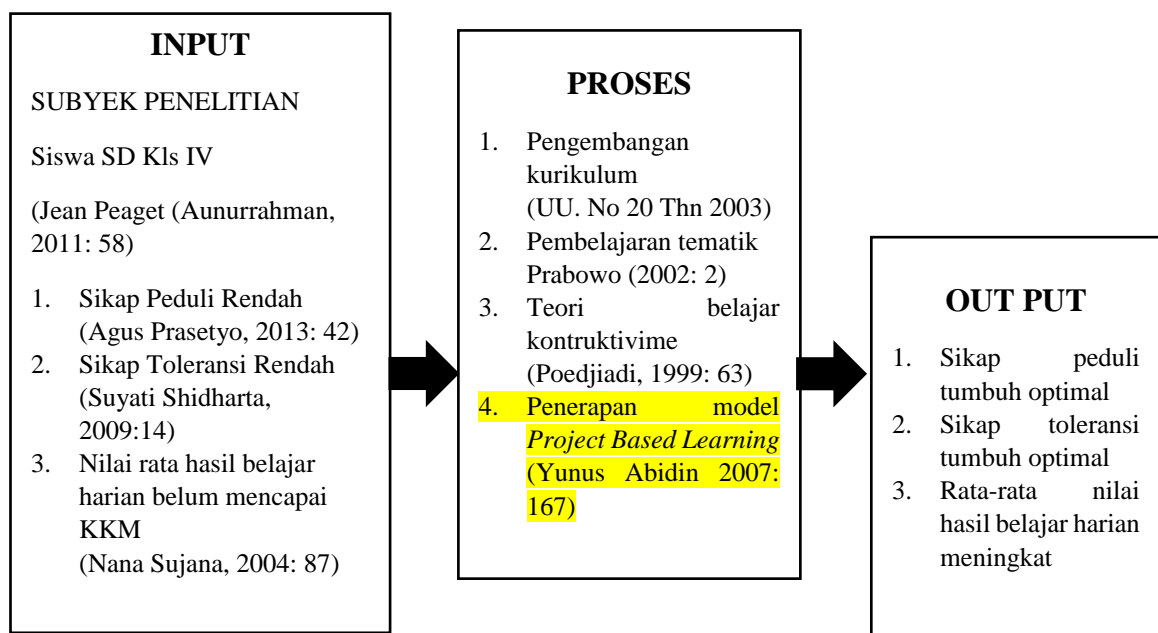 INPUT
SUBYEK PENELITIAN
Siswa SD Kls IV
(Jean Peaget (Aunurrahman,
2011: 58)
1. Sikap Peduli Rendah
(Agus Prasetyo, 2013: 42)
2. Sikap Toleransi Rendah
(Suyati Shidharta,
2009:14)
3. Nilai rata hasil belajar
harian belum mencapai
KKM
(Nana Sujana, 2004: 87)
PROSES
1. Pengembangan
kurikulum
(UU. No 20 Thn 2003)
2. Pembelajaran tematik
Prabowo (2002: 2)
3. Teori belajar
kontruktivime
(Poedjiadi, 1999: 63)
4. Penerapan model
Project Based Learning
(Yunus Abidin 2007:
167)
OUT PUT
1. Sikap peduli
tumbuh optimal
2. Sikap toleransi
tumbuh optimal
3. Rata-rata nilai
hasil belajar harian
meningkat